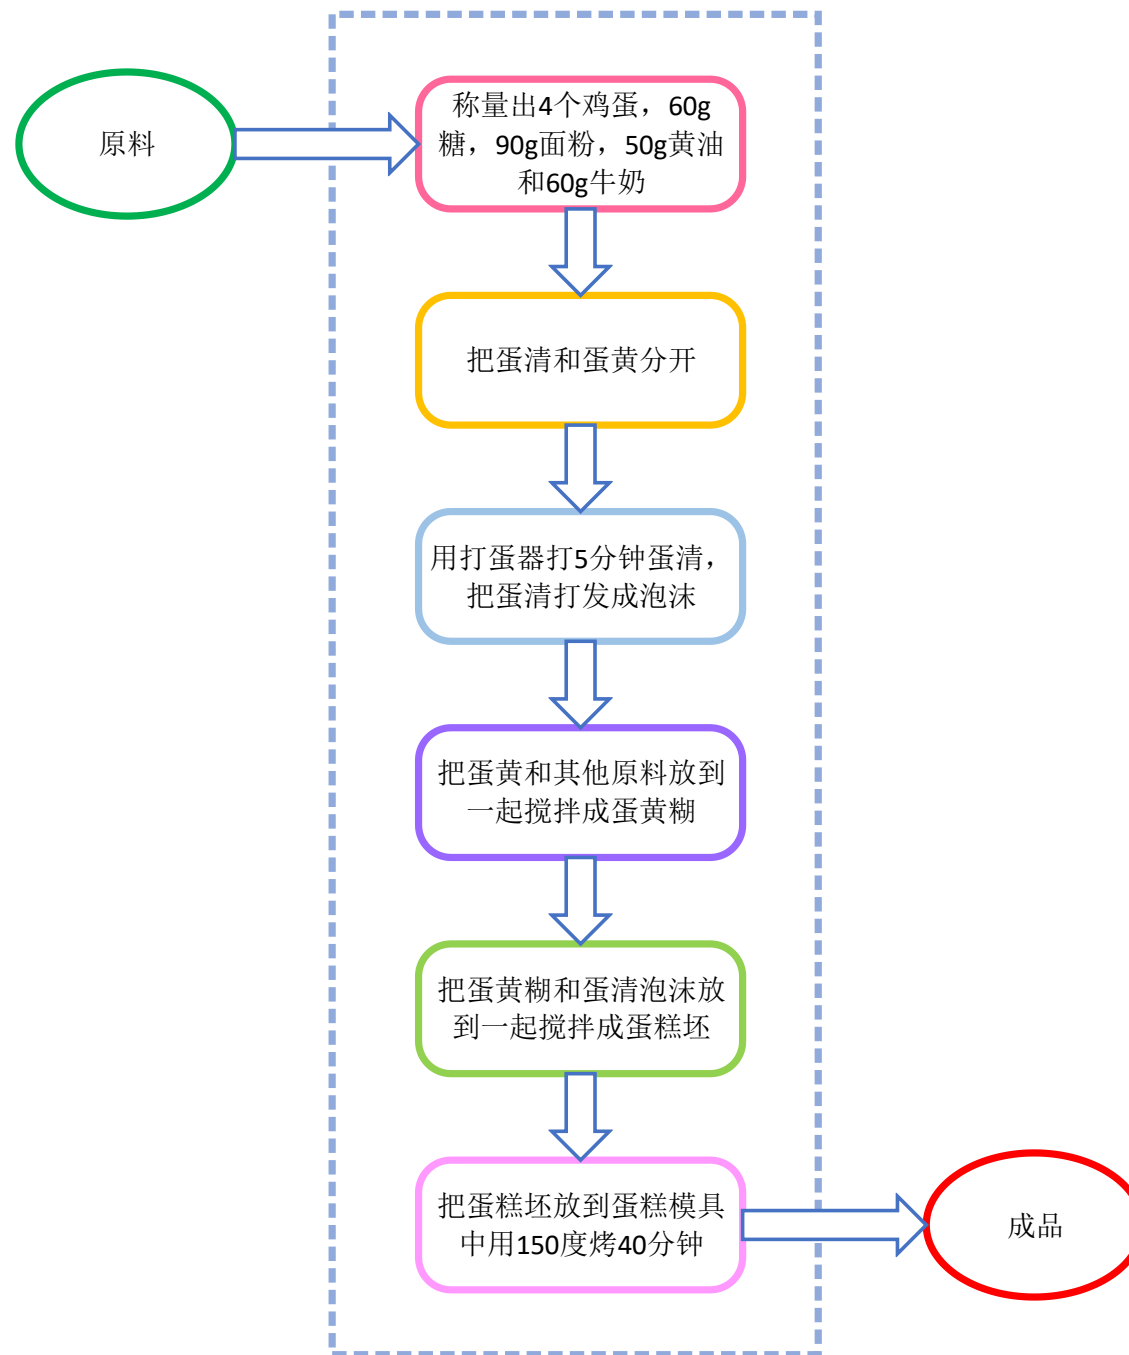 原料
称量出4个鸡蛋，60g
糖，90g面粉，50g黄油
和60g牛奶
把蛋清和蛋黄分开
用打蛋器打5分钟蛋清，
把蛋清打发成泡沫
把蛋黄和其他原料放到
一起搅拌成蛋黄糊
把蛋黄糊和蛋清泡沫放
到一起搅拌成蛋糕坯
把蛋糕坯放到蛋糕模具
中用150度烤40分钟
成品